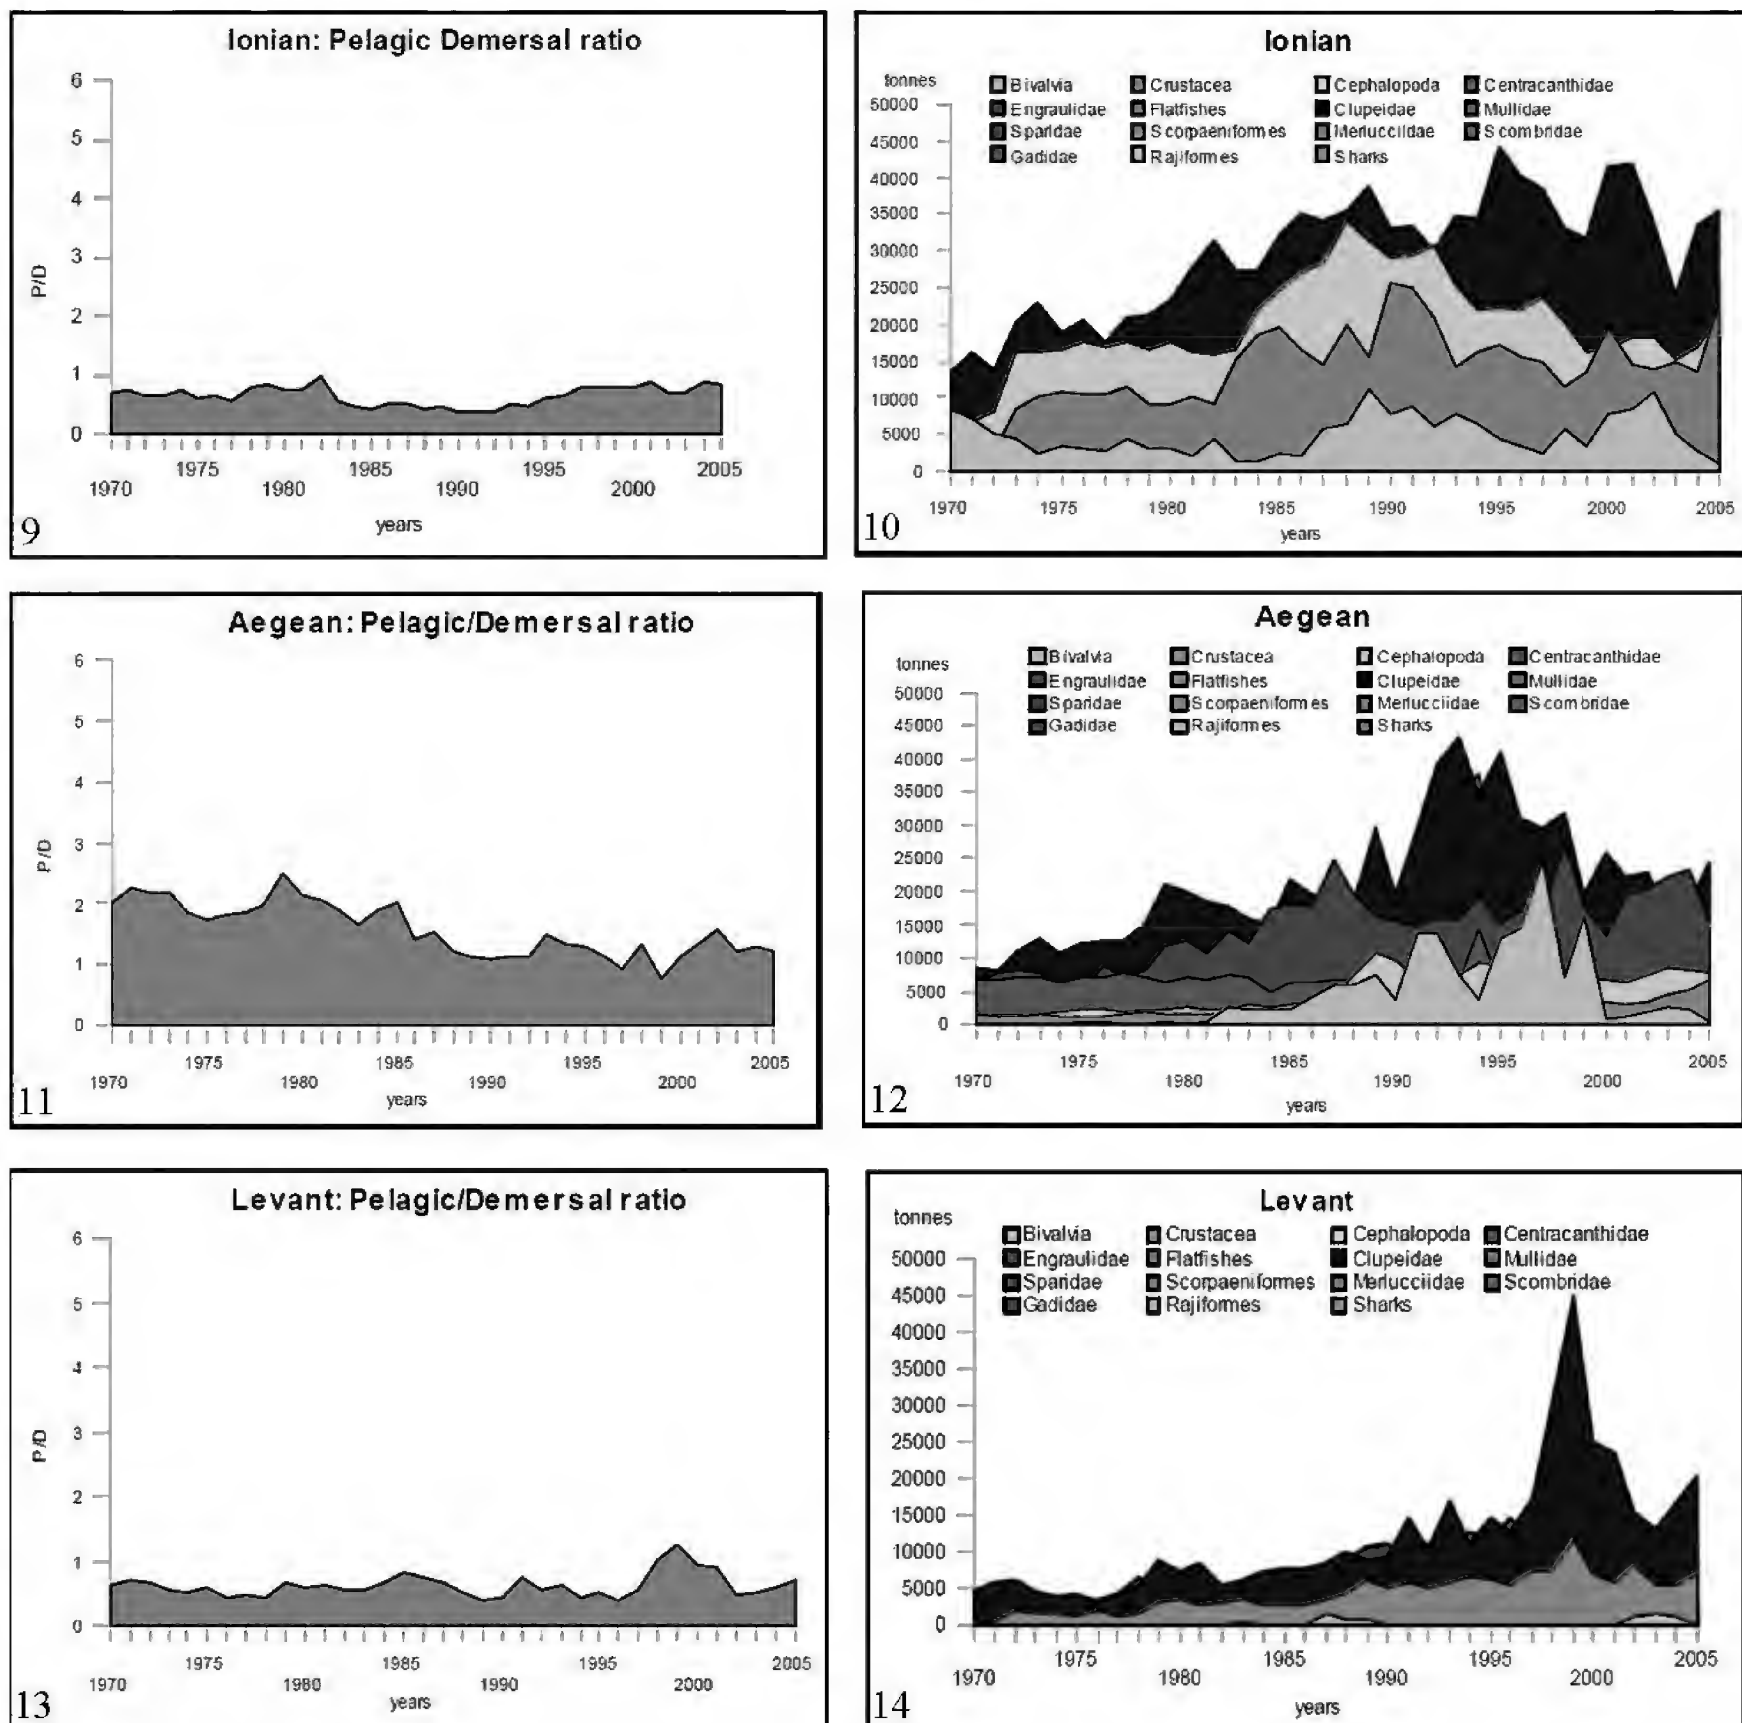 Ionian: Pelagic Demersal ratio
6
5
4
3
2
1
0
P/D
1975 1985 1995 2005
1970 1980 1990 2000
years
9
Ionian
tonnes
Bivalvia Crustacea Cephalopoda Centracanthidae
Engraulidae Flatfishes Clupeidae Mullidae
Sparidae Scorpaeniformes Merlucciidae Scombridae
Gadidae Rajiformes Sharks
50000
45000
40000
35000
30000
25000
20000
15000
10000
5000
0
1970 1975 1980 1985 1990 1995 2000 2005
years
10
Aegean: Pelagic/Demersal ratio
6
5
4
3
2
1
0
P/D
1975 1985 1995 2005
1970 1980 1990 2000
years
11
Aegean
tonnes
Bivalvia Crustacea Cephalopoda Centracanthidae
Engraulidae Flatfishes Clupeidae Mullidae
Sparidae Scorpaeniformes Merlucciidae Scombridae
Gadidae Rajiformes Sharks
50000
45000
40000
35000
30000
25000
20000
15000
10000
5000
0
1975 1985 1995 2005
1970 1980 1990 2000
years
12
Levant: Pelagic/Demersal ratio
6
5
4
3
2
1
0
P/D
1975 1985 1995 2005
1970 1980 1990 2000
years
13
Levant
tonnes
Bivalvia Crustacea Cephalopoda Centracanthidae
Engraulidae Flatfishes Clupeidae Mullidae
Sparidae Scorpaeniformes Merlucciidae Scombridae
Gadidae Rajiformes Sharks
50000
45000
40000
35000
30000
25000
20000
15000
10000
5000
0
1975 1985 1995 2005
1970 1980 1990 2000
years
14